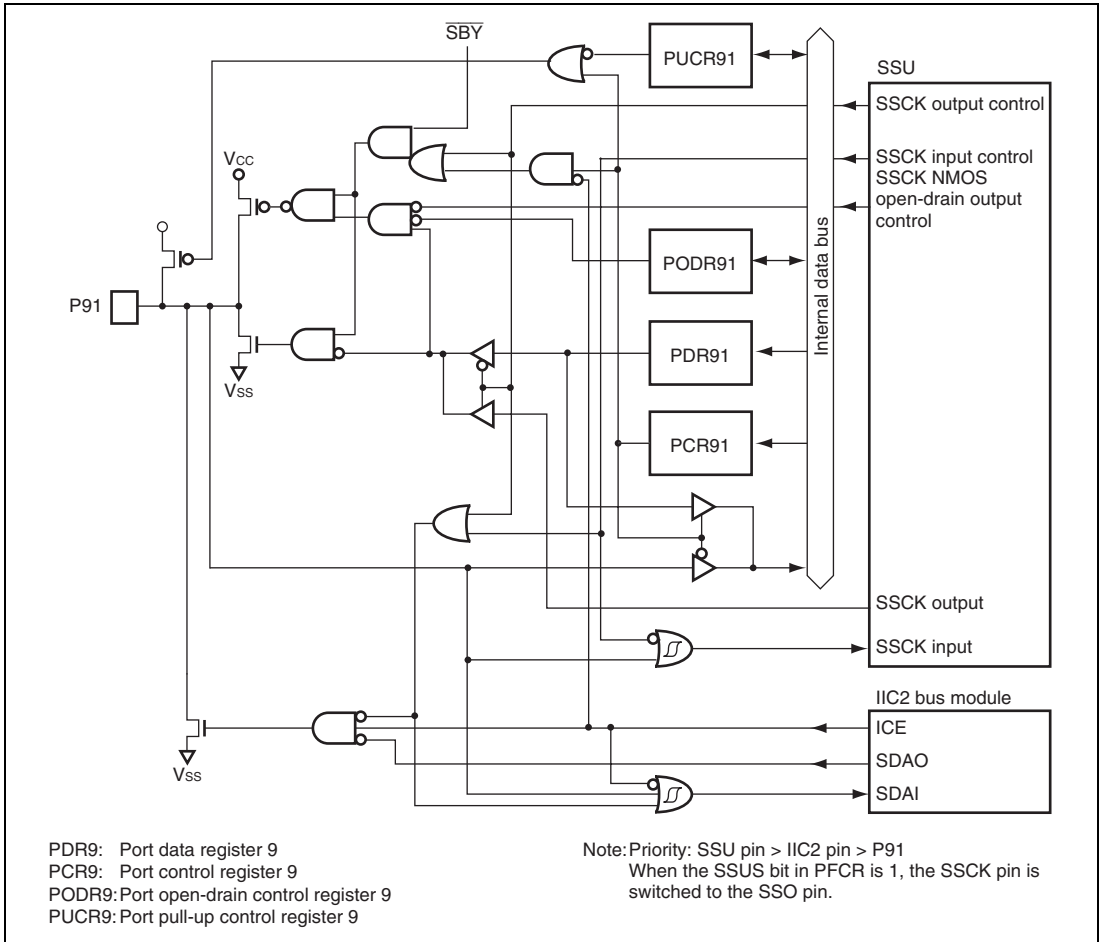 SBY
PUCR91
SSU
SSCK output control
VCC
SSCK input control
SSCK NMOS
open-drain output
control
PODR91
Internal data bus
P91
PDR91
VSS
PCR91
SSCK output
SSCK input
IIC2 bus module
ICE
SDAO
VSS
SDAI
PDR9: Port data register 9
PCR9: Port control register 9
PODR9: Port open-drain control register 9
PUCR9: Port pull-up control register 9
Note: Priority: SSU pin > IIC2 pin > P91
When the SSUS bit in PFCR is 1, the SSCK pin is
switched to the SSO pin.